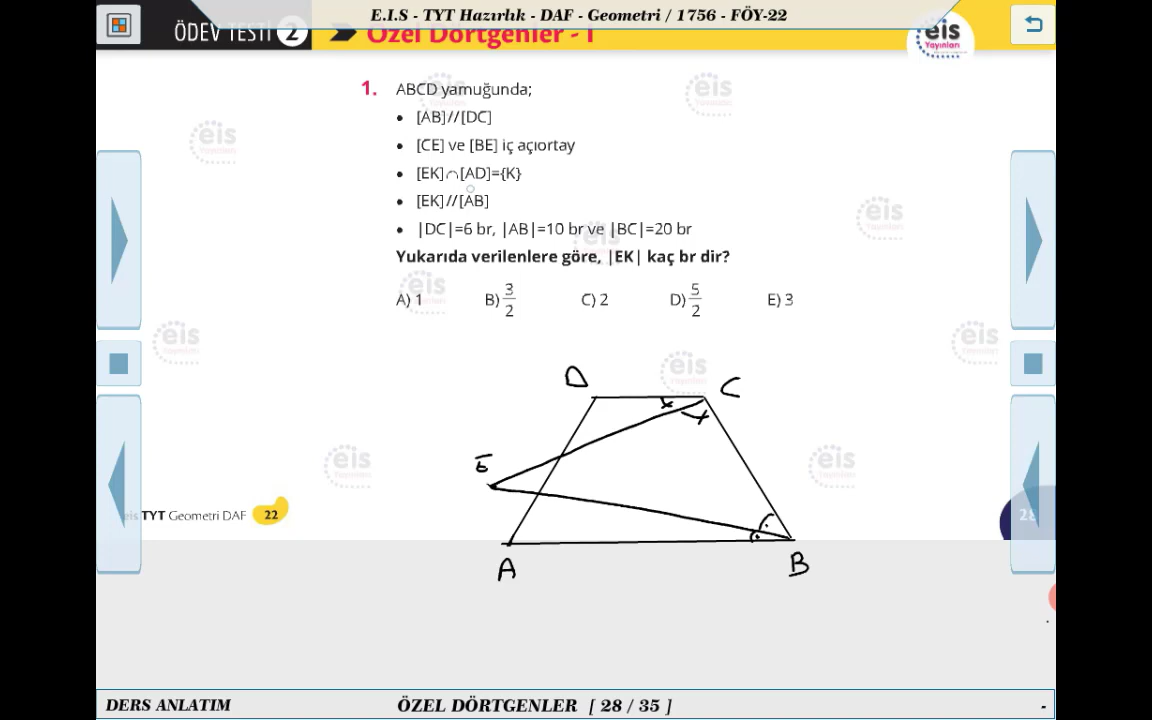 E.I.S - TYT Hazırlık - DAF - Geometri / 1756 - FÖY-22
ÖDEV TESTİ 2
Özel Dörtgenler - I
eis
Yayınları
1. ABCD yamuğunda;
• [AB]//[DC]
• [CE] ve [BE] iç açıortay
• [EK]∩[AD]={K}
• [EK]//[AB]
• |DC|=6 br, |AB|=10 br ve |BC|=20 br
Yukarıda verilenlere göre, |EK| kaç br dir?
A) 1 B) 3/2 C) 2 D) 5/2 E) 3
D C
E
A B
eis TYT Geometri DAF 22
28
DERS ANLATIM ÖZEL DÖRTGENLER [ 28 / 35 ] -